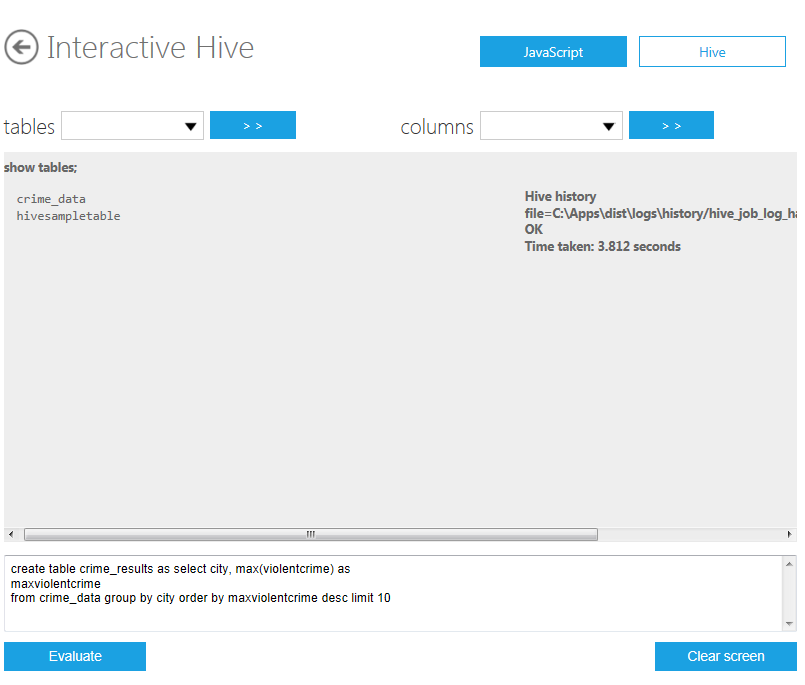 Interactive Hive
JavaScript
Hive
tables
>>
columns
>>
show tables;
crime_data
hivesampletable
Hive history
file=C:\Apps\dist\logs\history/hive_job_log_ha
OK
Time taken: 3.812 seconds
create table crime_results as select city, max(violentcrime) as
maxviolentcrime
from crime_data group by city order by maxviolentcrime desc limit 10
Evaluate
Clear screen